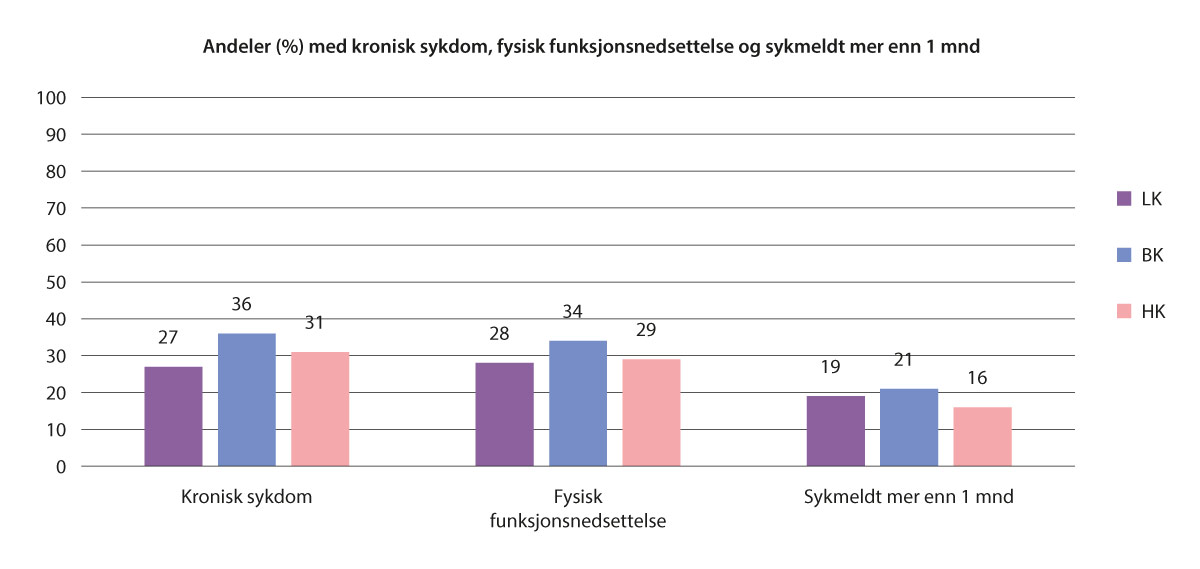 Andeler (%) med kronisk sykdom, fysisk funksjonsnedsettelse og sykmeldt mer enn 1 mnd
100
90
80
70
60
50
40
30
20
10
0
27
36
31
28
34
29
19
21
16
Kronisk sykdom
Fysisk
funksjonsnedsettelse
Sykmeldt mer enn 1 mnd
LK
BK
HK